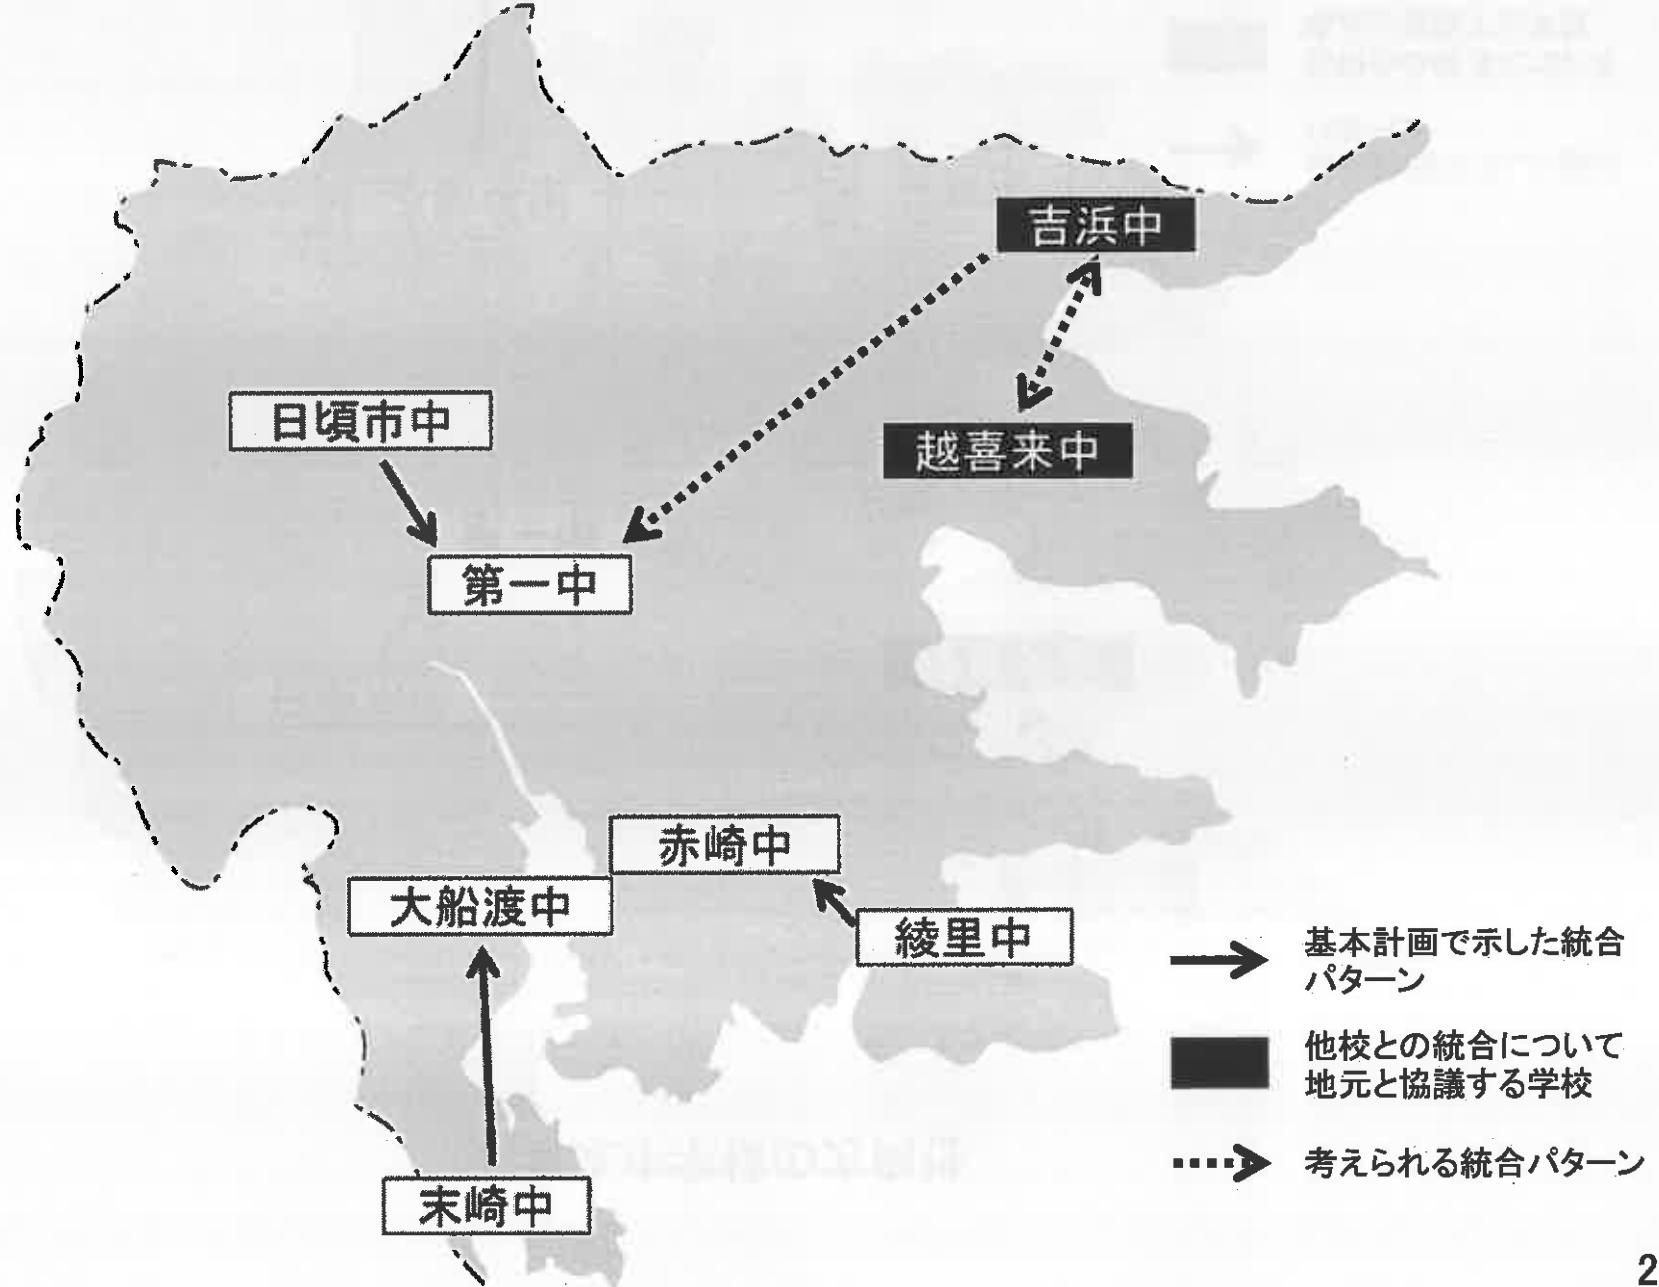 吉浜中
日頃市中
越喜来中
第一中
赤崎中
大船渡中
綾里中
末崎中
基本計画で示した統合
パターン
他校との統合について
地元と協議する学校
考えられる統合パターン
2